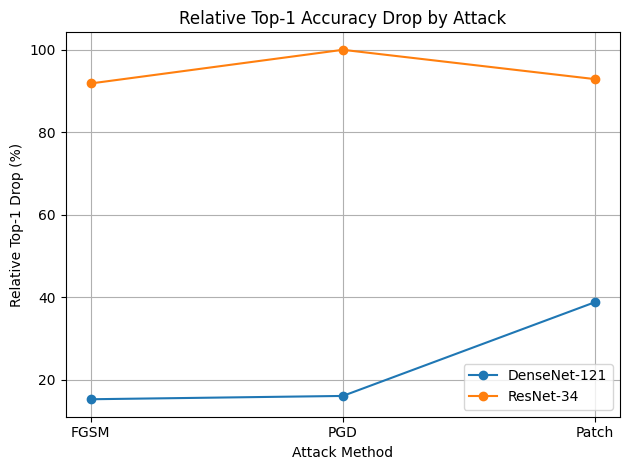 Relative Top-1 Accuracy Drop by Attack
Relative Top-1 Drop (%)
100
80
60
40
20
DenseNet-121
ResNet-34
FGSM PGD Patch
Attack Method